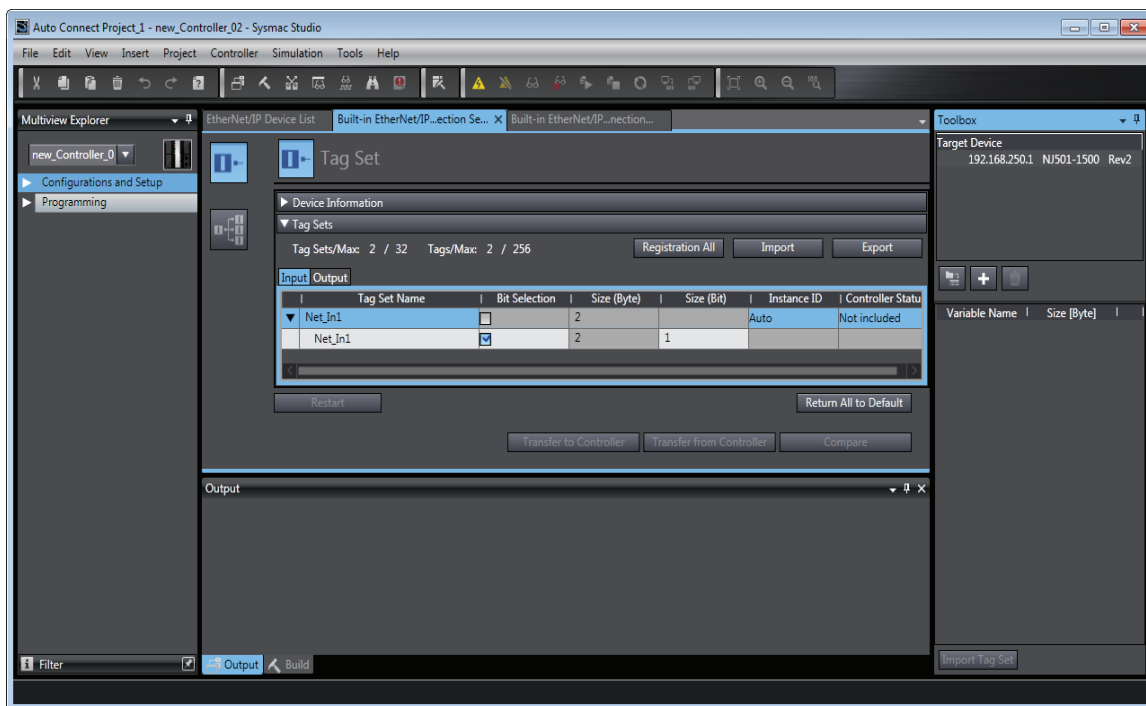 Auto Connect Project_1 - new_Controller_02 - Sysmac Studio
File Edit View Insert Project Controller Simulation Tools Help
Multiview Explorer
new_Controller_0
Configurations and Setup
Programming
Filter
EtherNet/IP Device List
Built-in EtherNet/IP...ection Se...
Built-in EtherNet/IP...nection...
Tag Set
Device Information
Tag Sets
Tag Sets/Max: 2 / 32 Tags/Max: 2 / 256
Registration All Import Export
Input Output
Tag Set Name Bit Selection Size (Byte) Size (Bit) Instance ID Controller Statu
Net_In1 2 Auto Not included
Net_In1 2 1
Restart Return All to Default
Transfer to Controller Transfer from Controller Compare
Output
Output Build
Toolbox
Target Device
192.168.250.1 NJ501-1500 Rev2
Variable Name Size [Byte]
Import Tag Set